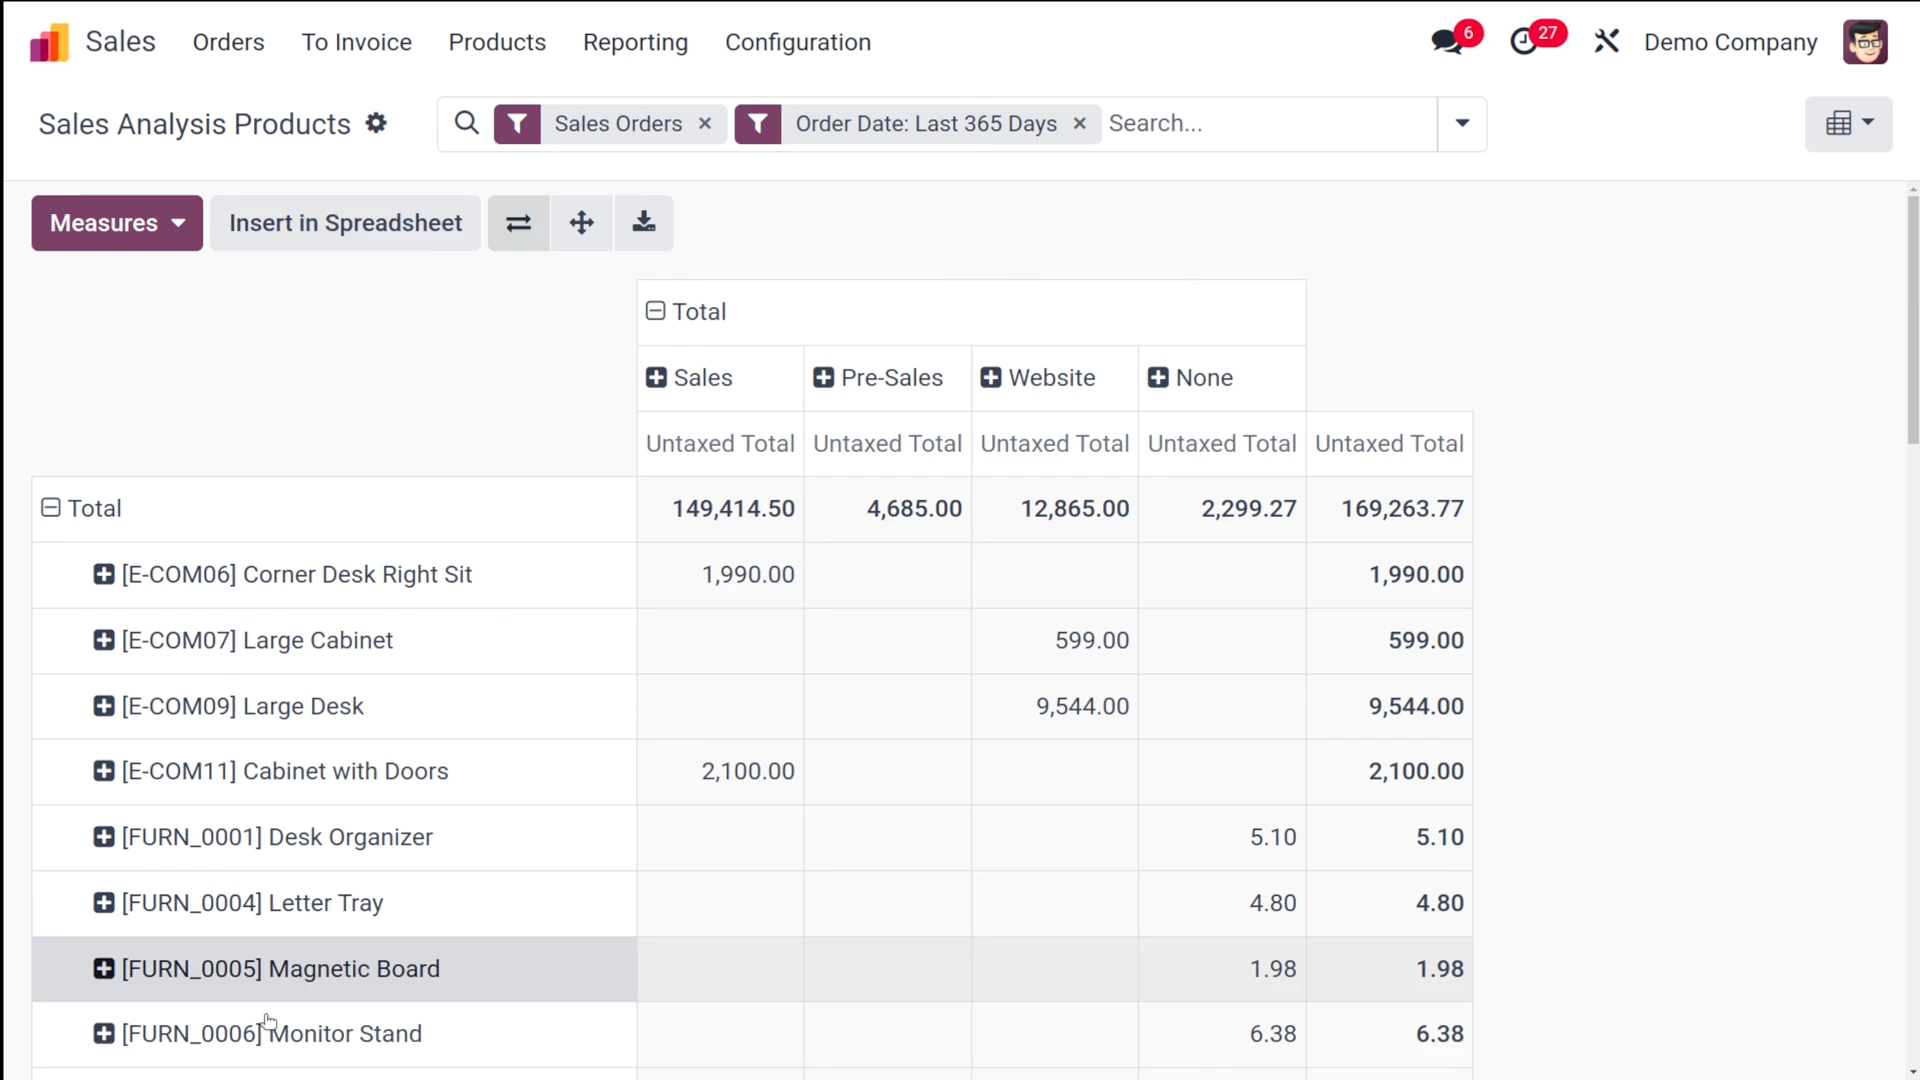 Sales Orders To Invoice Products Reporting Configuration 6 27 Demo Company
Sales Analysis Products Sales Orders × Order Date: Last 365 Days × Search...
Measures Insert in Spreadsheet
Total
Sales Pre-Sales Website None
Untaxed Total Untaxed Total Untaxed Total Untaxed Total Untaxed Total
Total 149,414.50 4,685.00 12,865.00 2,299.27 169,263.77
[E-COM06] Corner Desk Right Sit 1,990.00 1,990.00
[E-COM07] Large Cabinet 599.00 599.00
[E-COM09] Large Desk 9,544.00 9,544.00
[E-COM11] Cabinet with Doors 2,100.00 2,100.00
[FURN_0001] Desk Organizer 5.10 5.10
[FURN_0004] Letter Tray 4.80 4.80
[FURN_0005] Magnetic Board 1.98 1.98
[FURN_0006] Monitor Stand 6.38 6.38